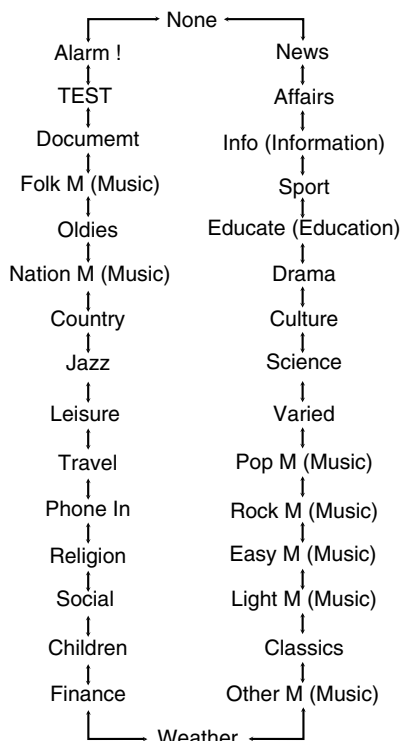 None
Alarm !
News
TEST
Affairs
Documemt
Info (Information)
Folk M (Music)
Sport
Oldies
Educate (Education)
Nation M (Music)
Drama
Country
Culture
Jazz
Science
Leisure
Varied
Travel
Pop M (Music)
Phone In
Rock M (Music)
Religion
Easy M (Music)
Social
Light M (Music)
Children
Classics
Finance
Other M (Music)
Weather